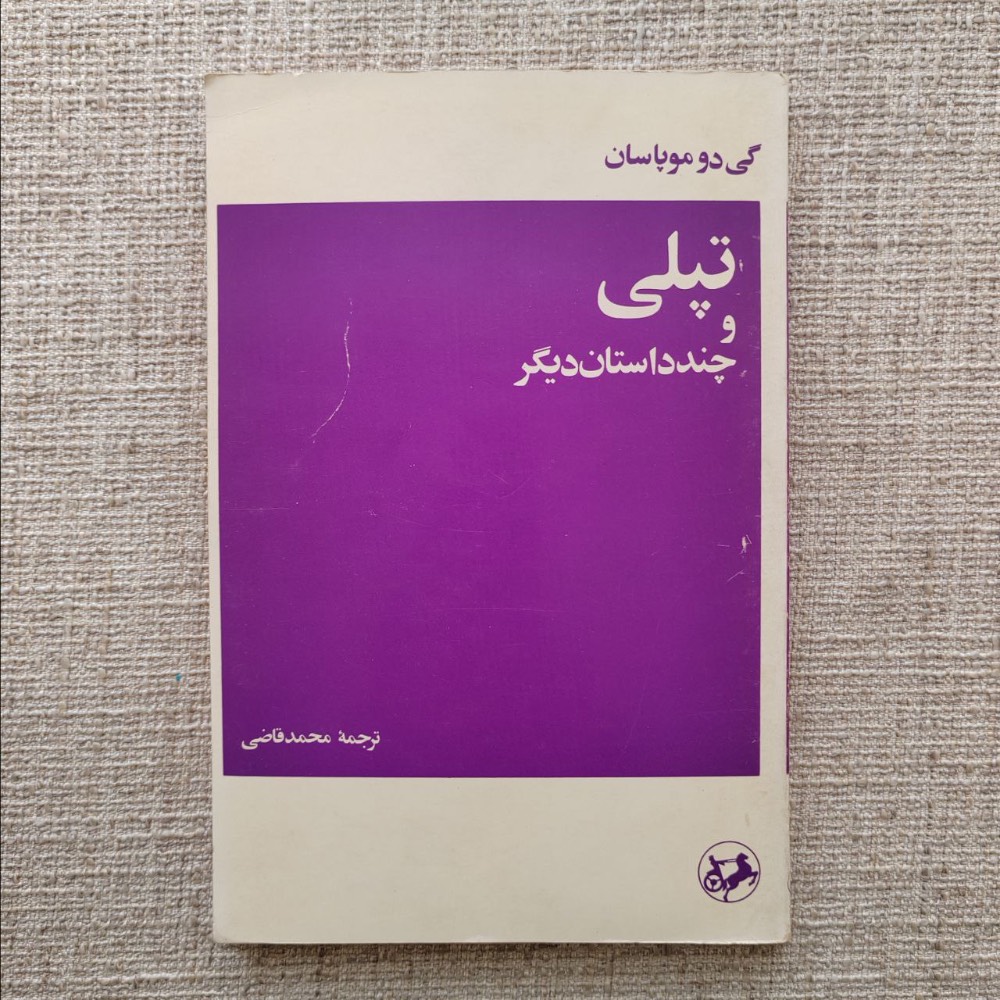 گی دو موپاسان
تپلی
و
چند داستان دیگر
ترجمهٔ محمد قاضی